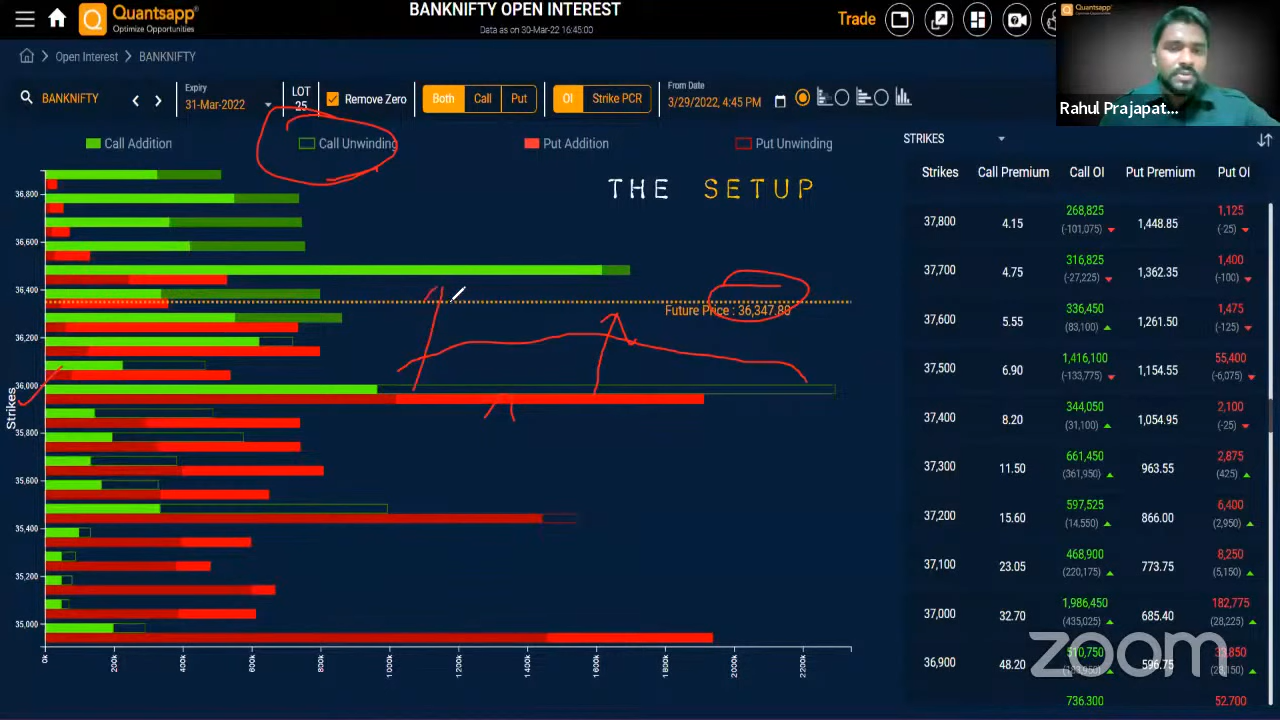 Quantsapp
Optimize Opportunities
BANKNIFTY OPEN INTEREST
Data as on 30-Mar-22 16:45:00
Trade
Quantsapp
Rahul Prajapat...
Open Interest
BANKNIFTY
BANKNIFTY
Expiry
31-Mar-2022
LOT
25
Remove Zero
Both
Call
Put
OI
Strike PCR
From Date
3/29/2022, 4:45 PM
Call Addition
Call Unwinding
Put Addition
Put Unwinding
THE SETUP
Future Price : 36,347.80
Strikes
36,800
36,600
36,400
36,200
36,000
35,800
35,600
35,400
35,200
35,000
0k
200k
400k
600k
800k
1000k
1200k
1400k
1600k
1800k
2000k
2200k
STRIKES
Strikes Call Premium Call OI Put Premium Put OI
37,800 4.15 268,825 (-101,075) 1,448.85 1,125 (-25)
37,700 4.75 316,825 (-27,225) 1,362.35 1,400 (-100)
37,600 5.55 336,450 (83,100) 1,261.50 1,475 (-125)
37,500 6.90 1,416,100 (-133,775) 1,154.55 55,400 (-6,075)
37,400 8.20 344,050 (31,100) 1,054.95 2,100 (-25)
37,300 11.50 661,450 (361,950) 963.55 2,875 (425)
37,200 15.60 597,525 (14,550) 866.00 6,400 (2,950)
37,100 23.05 468,900 (220,175) 773.75 8,250 (5,150)
37,000 32.70 1,986,450 (435,025) 685.40 182,775 (28,225)
36,900 48.20 510,750 596.75
736,300 52,700
zoom